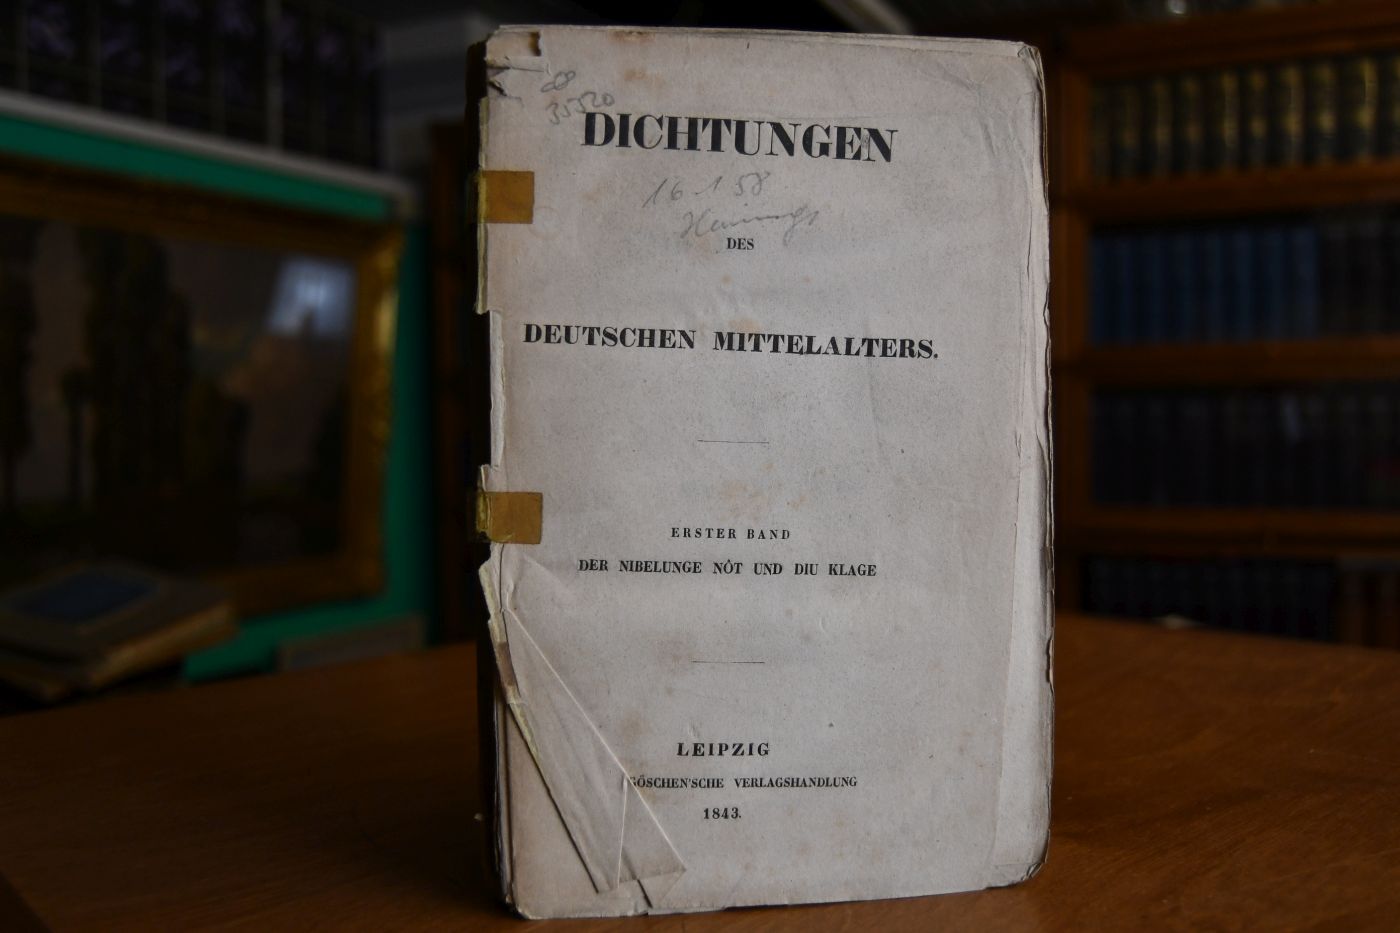 33520
DICHTUNGEN
16.1 58
DES
DEUTSCHEN MITTELALTERS.
ERSTER BAND
DER NIBELUNGE NÔT UND DIU KLAGE
LEIPZIG
GÖSCHEN'SCHE VERLAGSHANDLUNG
1843.